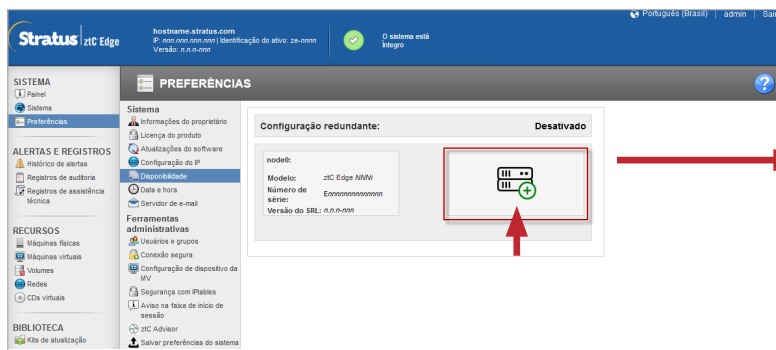 Português (Brasil) | admin | Sair
Stratus ztC Edge
hostname.stratus.com
IP: nnn.nnn.nnn.nnn | Identificação do ativo: ze-nnnn
Versão: n.n.n-nnn
O sistema está
íntegro
SISTEMA
Painel
Sistema
Preferências
ALERTAS E REGISTROS
Histórico de alertas
Registros de auditoria
Registros de assistência
técnica
RECURSOS
Máquinas físicas
Máquinas virtuais
Volumes
Redes
CDs virtuais
BIBLIOTECA
Kits de atualização
PREFERÊNCIAS
?
Sistema
Informações do proprietário
Licença do produto
Atualizações do software
Configuração do IP
Disponibilidade
Data e hora
Servidor de e-mail
Ferramentas
administrativas
Usuários e grupos
Conexão segura
Configuração de dispositivo da
MV
Segurança com IPtables
Aviso na faixa de início de
sessão
ztC Advisor
Salvar preferências do sistema
Configuração redundante: Desativado
node0:
Modelo: ztC Edge NNNi
Número de
série: Ennnnnnnnnnnnnn
Versão do SRL: n.n.n-nnn